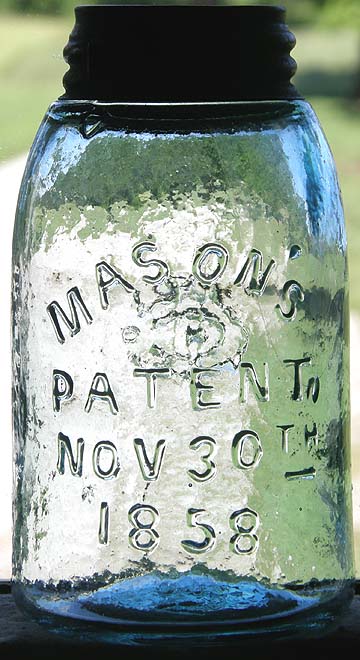 MASON'S
PATENT
NOV 30TH
1858